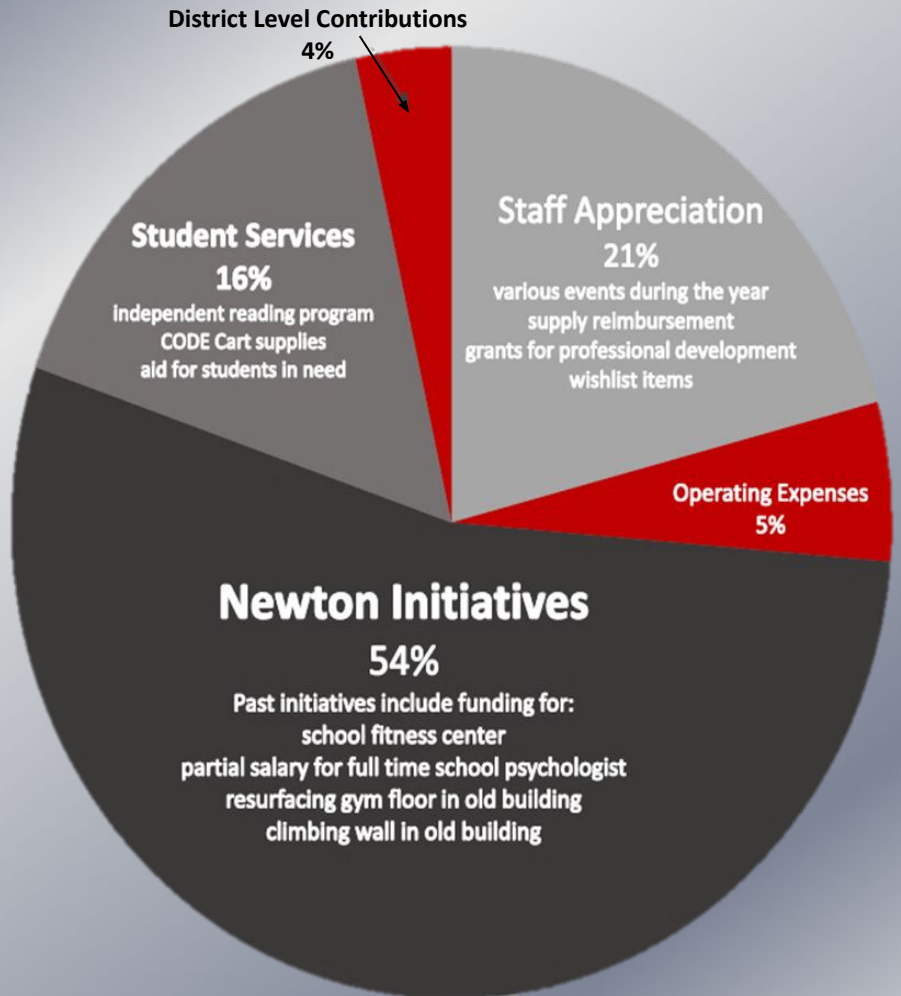 District Level Contributions
4%
Staff Appreciation
21%
various events during the year
supply reimbursement
grants for professional development
wishlist items
Student Services
16%
independent reading program
CODE Cart supplies
aid for students in need
Operating Expenses
5%
Newton Initiatives
54%
Past initiatives include funding for:
school fitness center
partial salary for full time school psychologist
resurfacing gym floor in old building
climbing wall in old building